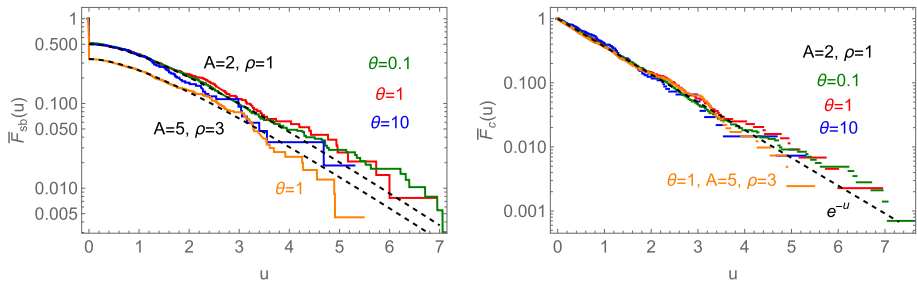 1
0.500
0.100
0.050
0.010
0.005
F̅sb(u)
A=2, ρ=1
θ=0.1
θ=1
θ=10
A=5, ρ=3
θ=1
0 1 2 3 4 5 6 7
u
1
0.100
0.010
0.001
F̅c(u)
A=2, ρ=1
θ=0.1
θ=1
θ=10
θ=1, A=5, ρ=3
e⁻ᵘ
0 1 2 3 4 5 6 7
u